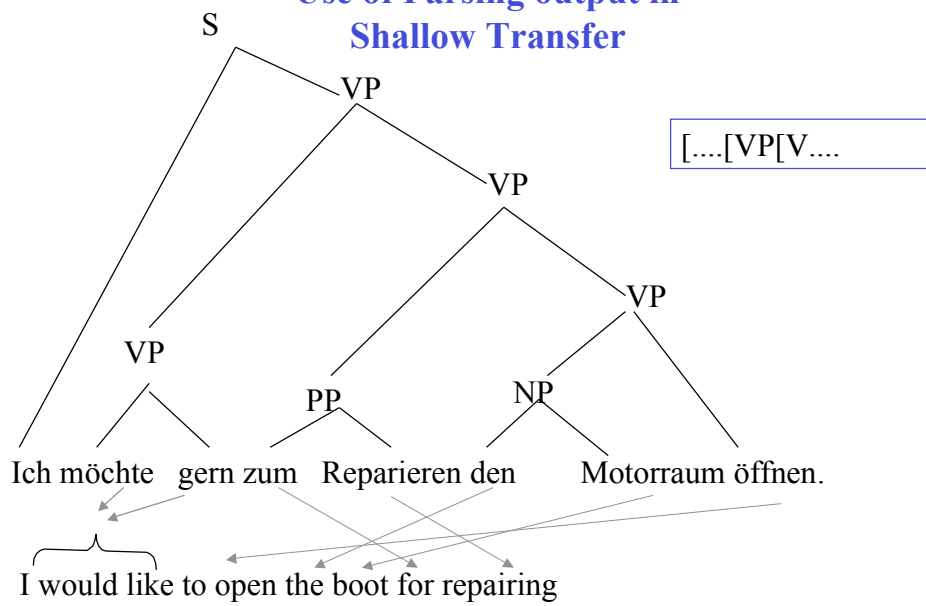 Use of Parsing output in
Shallow Transfer
S
VP
[....[VP[V....
VP
VP
VP
PP
NP
Ich möchte gern zum Reparieren den Motorraum öffnen.
I would like to open the boot for repairing